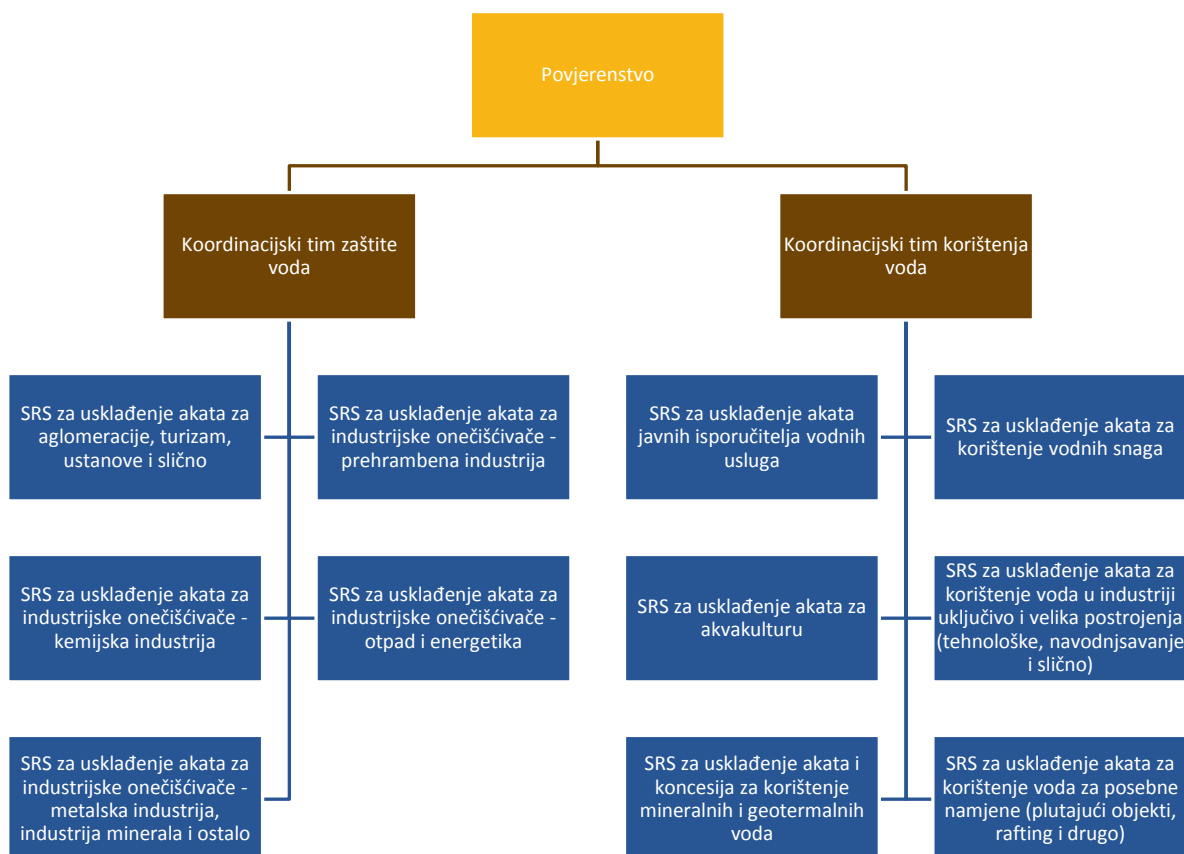 Povjerenstvo
Koordinacijski tim zaštite
voda
Koordinacijski tim korištenja
voda
SRS za usklađenje akata za
aglomeracije, turizam,
ustanove i slično
SRS za usklađenje akata za
industrijske onečišćivače -
prehrambena industrija
SRS za usklađenje akata
javnih isporučitelja vodnih
usluga
SRS za usklađenje akata za
korištenje vodnih snaga
SRS za usklađenje akata za
industrijske onečišćivače -
kemijska industrija
SRS za usklađenje akata za
industrijske onečišćivače -
otpad i energetika
SRS za usklađenje akata za
akvakulturu
SRS za usklađenje akata za
korištenje voda u industriji
uključivo i velika postrojenja
(tehnološke, navodnjsavanje
i slično)
SRS za usklađenje akata za
industrijske onečišćivače -
metalska industrija,
industrija minerala i ostalo
SRS za usklađenje akata i
koncesija za korištenje
mineralnih i geotermalnih
voda
SRS za usklađenje akata za
korištenje voda za posebne
namjene (plutajući objekti,
rafting i drugo)